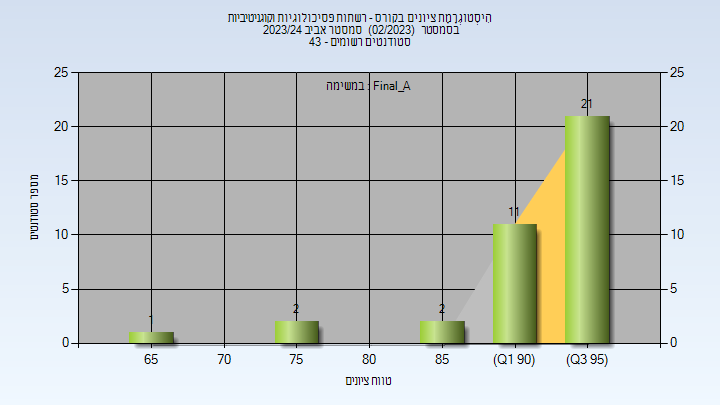 היסטוגרמת ציונים בקורס - רשתות פסיכולוגיות וקוגניטיביות
בסמסטר (02/2023) סמסטר אביב 2023/24
סטודנטים רשומים - 43
במשימה : Final_A
25 25
20 20
15 15
10 10
5 5
0 0
1 2 2 11 21
מספר סטודנטים
65 70 75 80 85 (Q1 90) (Q3 95)
טווח ציונים